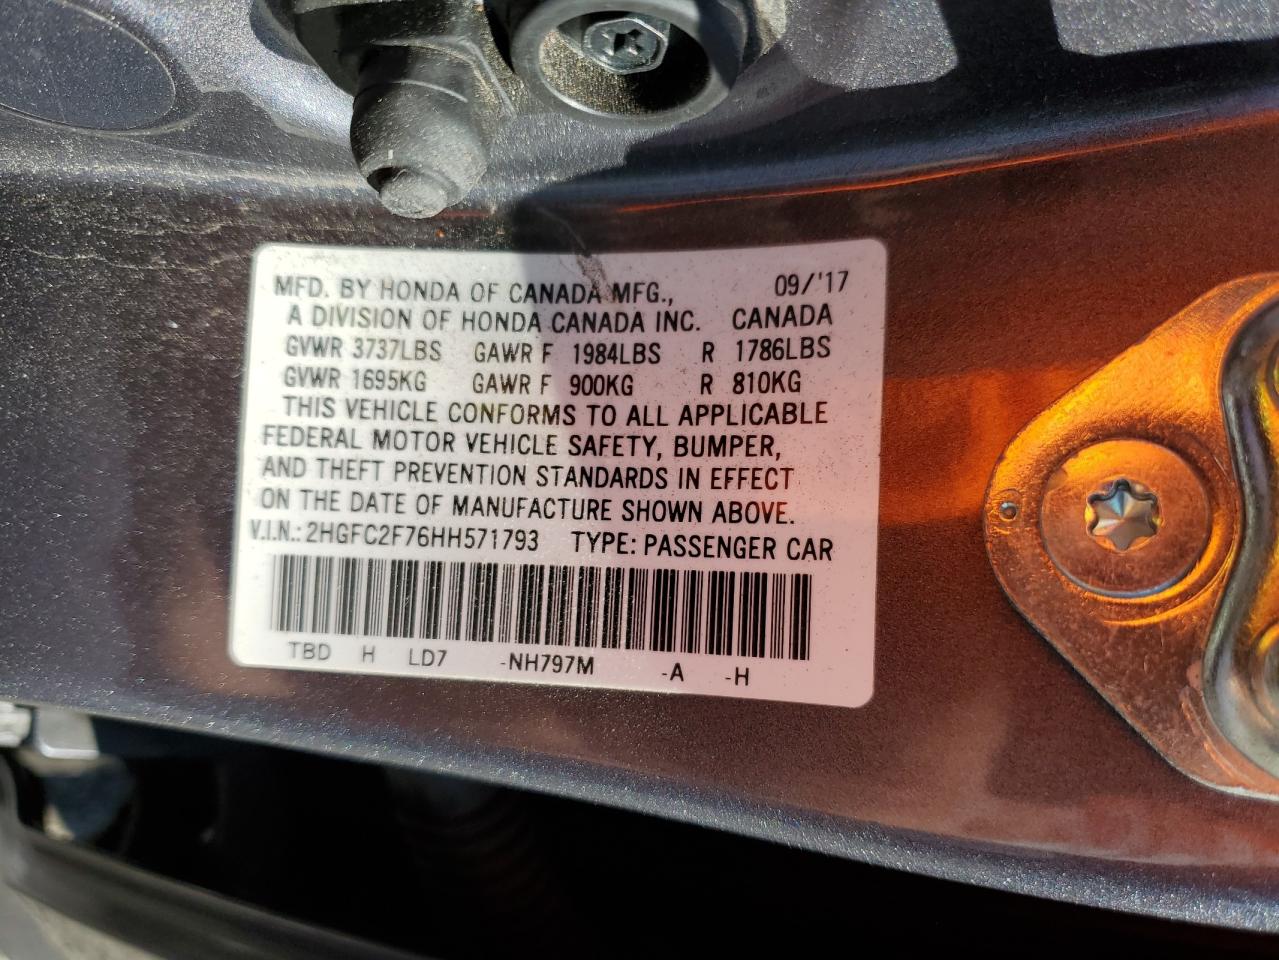 MFD. BY HONDA OF CANADA MFG., 09/'17
A DIVISION OF HONDA CANADA INC. CANADA
GVWR 3737LBS GAWR F 1984LBS R 1786LBS
GVWR 1695KG GAWR F 900KG R 810KG
THIS VEHICLE CONFORMS TO ALL APPLICABLE
FEDERAL MOTOR VEHICLE SAFETY, BUMPER,
AND THEFT PREVENTION STANDARDS IN EFFECT
ON THE DATE OF MANUFACTURE SHOWN ABOVE.
V.I.N.: 2HGFC2F76HH571793 TYPE: PASSENGER CAR
TBD H LD7 -NH797M -A -H